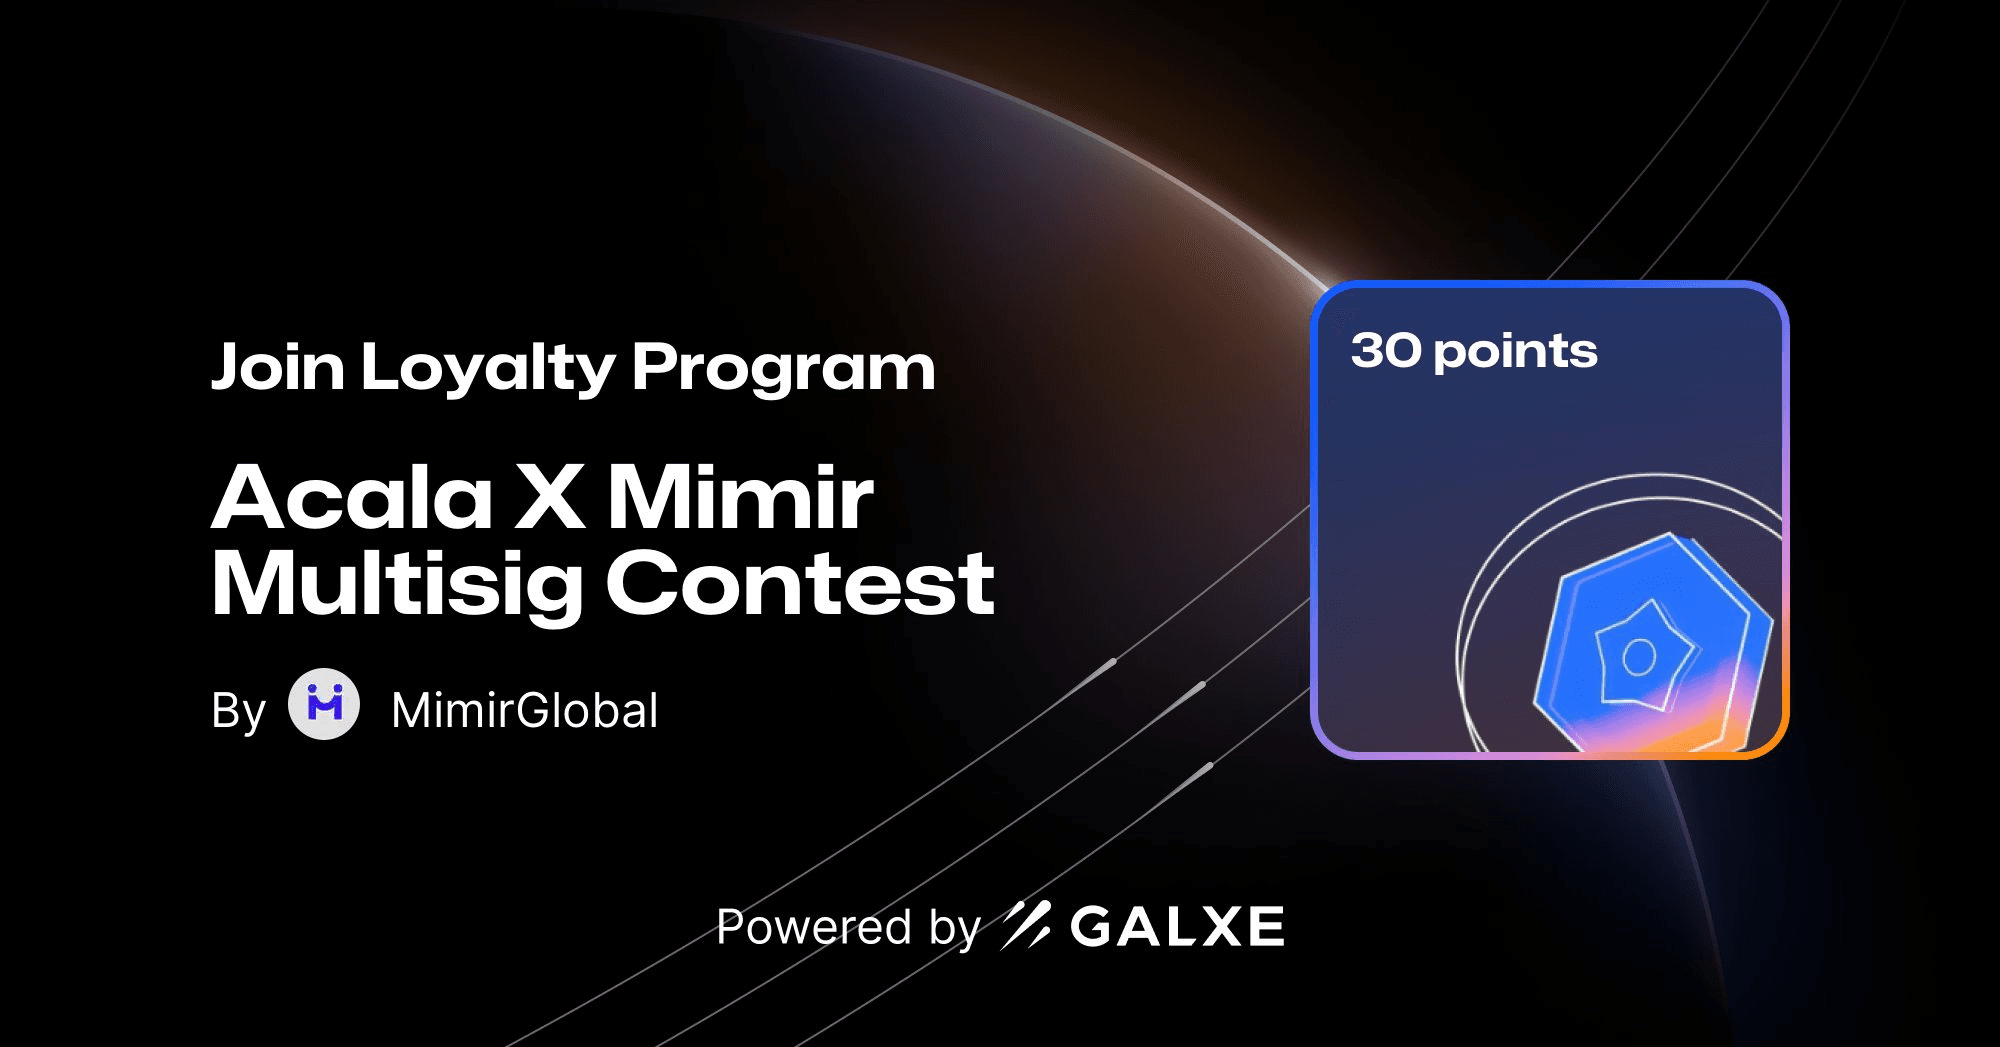 Join Loyalty Program
Acala X Mimir
Multisig Contest
By MimirGlobal
30 points
Powered by GALXE